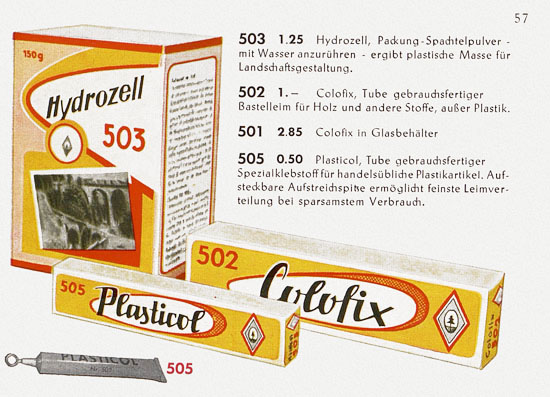 57
503 1.25 Hydrozell, Packung-Spachtelpulver -
mit Wasser anzurühren - ergibt plastische Masse für
Landschaftsgestaltung.
502 1.— Colofix, Tube gebrauchsfertiger
Bastelleim für Holz und andere Stoffe, außer Plastik.
501 2.85 Colofix in Glasbehälter
505 0.50 Plasticol, Tube gebrauchsfertiger
Spezialklebstoff für handelsübliche Plastikartikel. Auf-
steckbare Aufstreichspitze ermöglicht feinste Leimver-
teilung bei sparsamstem Verbrauch.
150g
Hydrozell
503
502
Colofix
Colofix
502
505
Plasticol
PLASTICOL
505